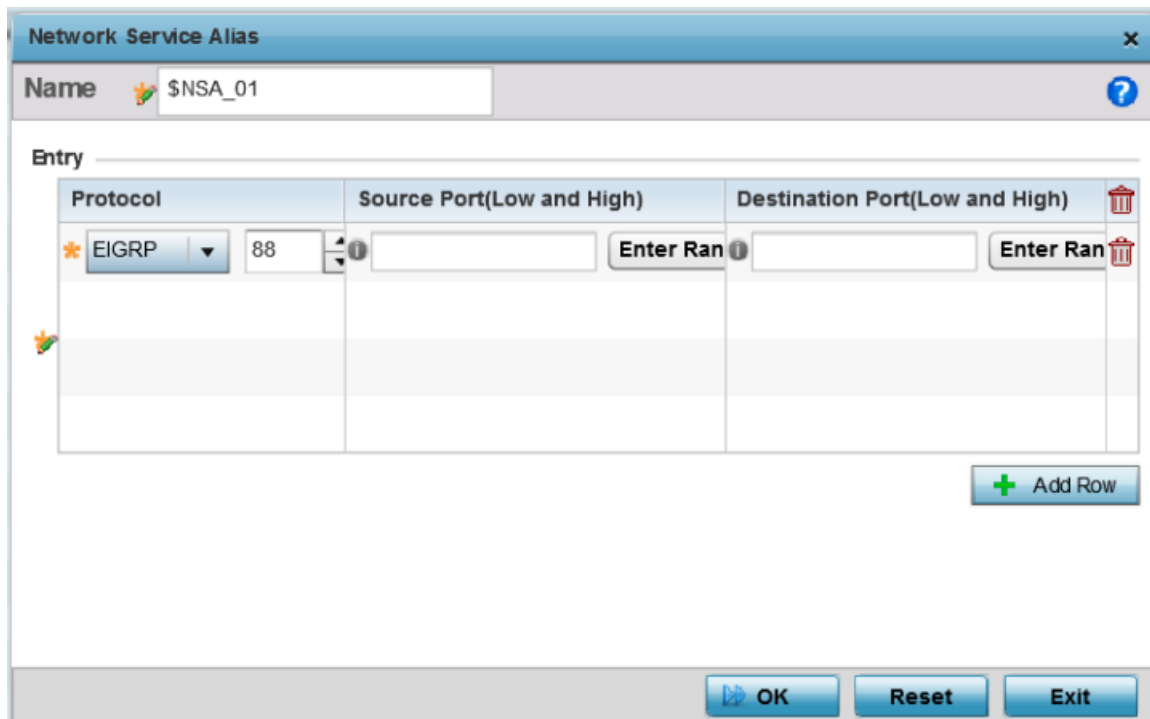 Network Service Alias
Name $NSA_01
Entry
Protocol Source Port(Low and High) Destination Port(Low and High)
EIGRP 88 Enter Ran Enter Ran
Add Row
OK Reset Exit